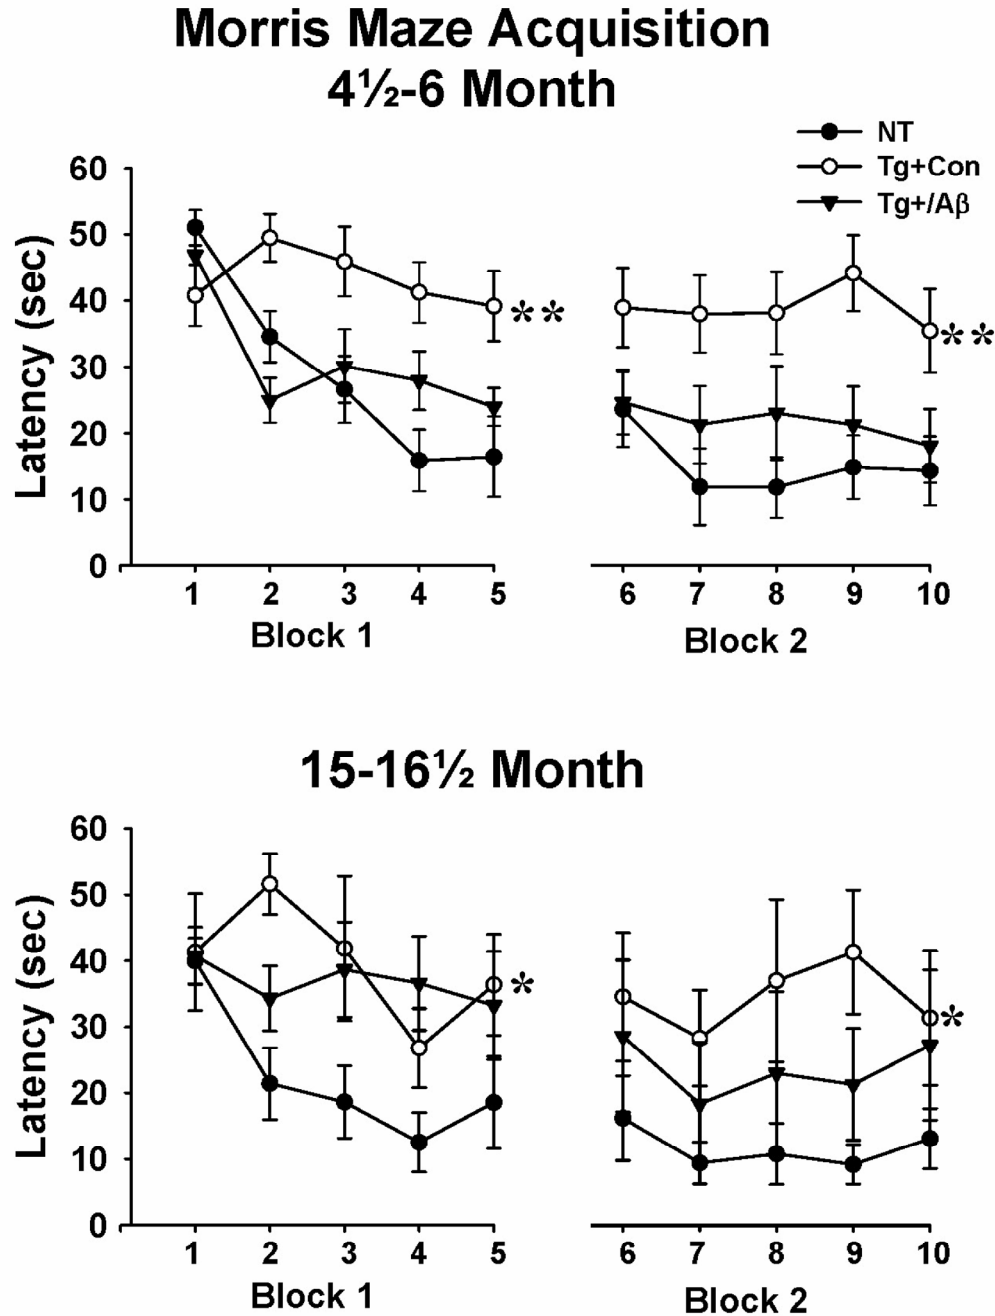 Morris Maze Acquisition
4½-6 Month
NT
Tg+Con
Tg+/Aβ
Latency (sec)
60
50
40
30
20
10
0
**
**
1 2 3 4 5
6 7 8 9 10
Block 1
Block 2
15-16½ Month
Latency (sec)
60
50
40
30
20
10
0
*
*
1 2 3 4 5
6 7 8 9 10
Block 1
Block 2